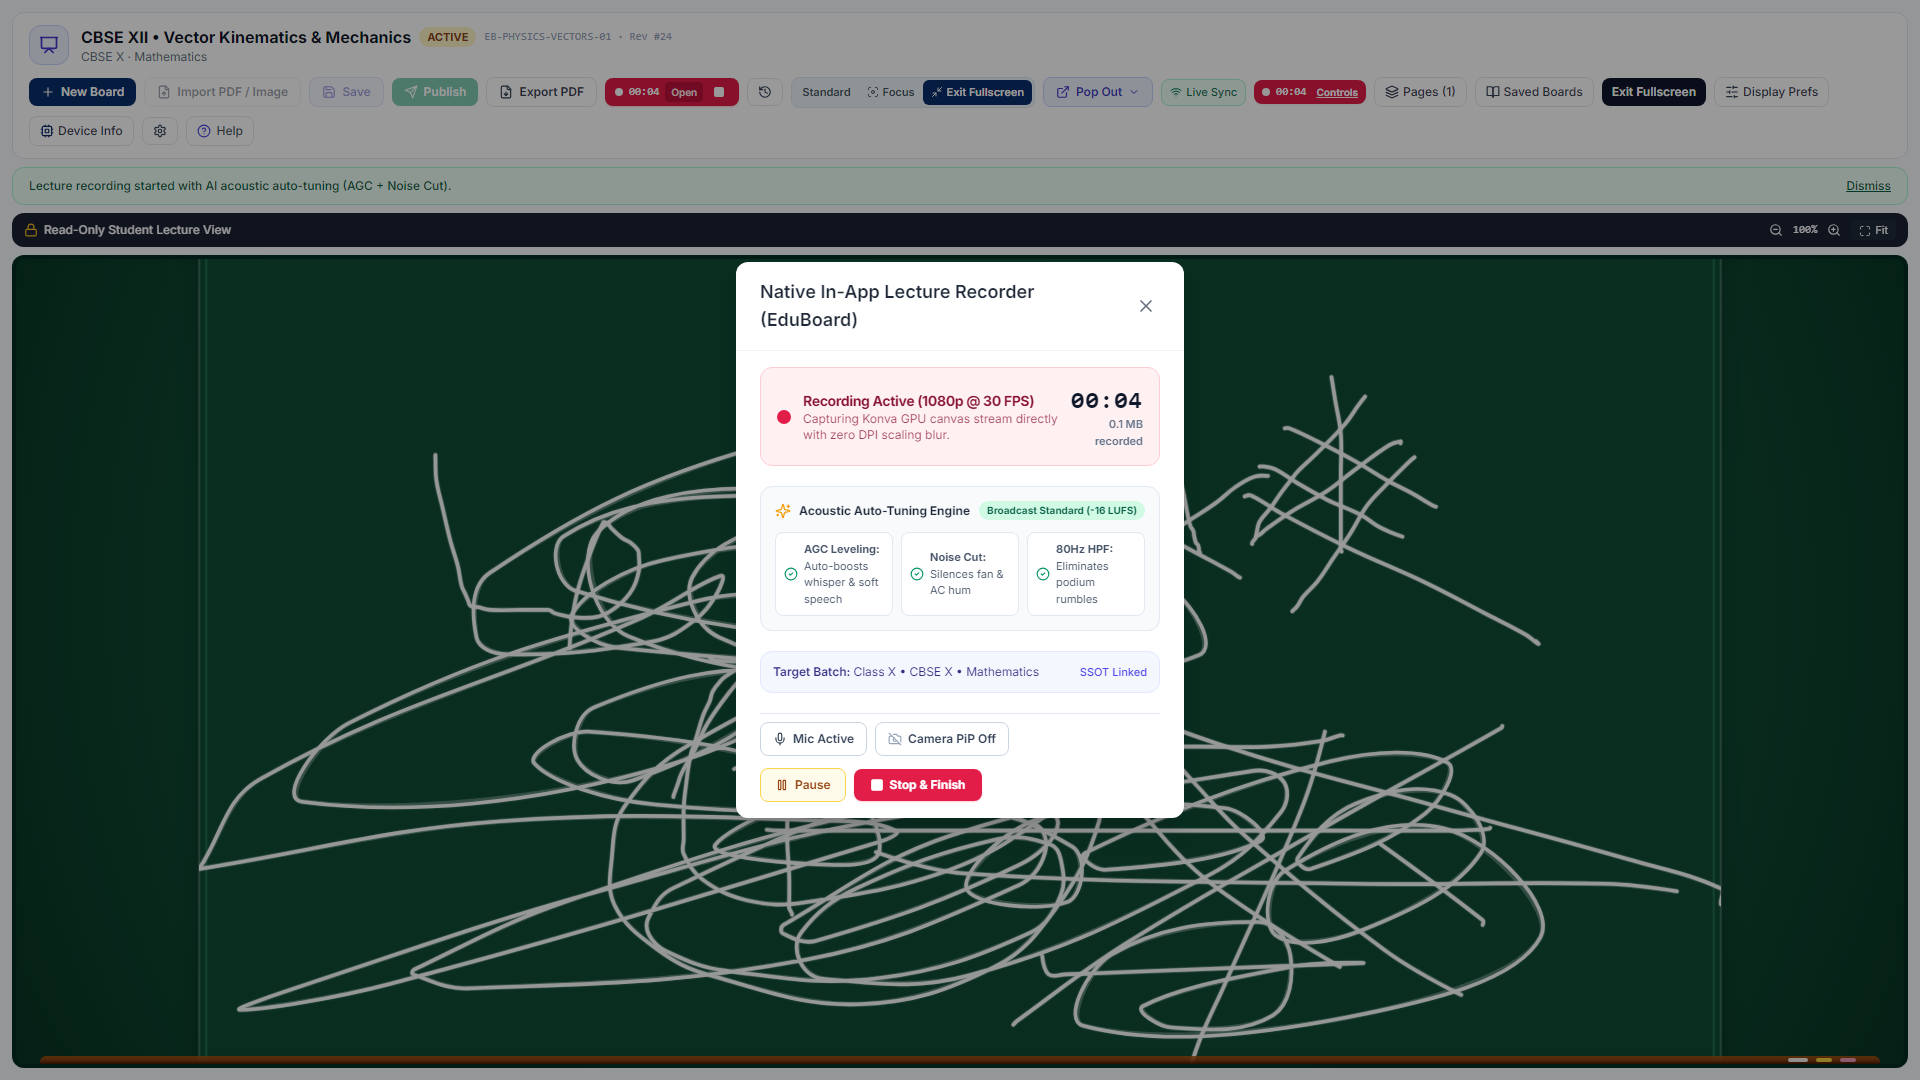 CBSE XII • Vector Kinematics & Mechanics ACTIVE EB-PHYSICS-VECTORS-01 · Rev #24
CBSE X · Mathematics
New Board Import PDF / Image Save Publish Export PDF 00:04 Open Standard Focus Exit Fullscreen Pop Out Live Sync 00:04 Controls Pages (1) Saved Boards Exit Fullscreen Display Prefs
Device Info Help
Lecture recording started with AI acoustic auto-tuning (AGC + Noise Cut). Dismiss
Read-Only Student Lecture View 100% Fit
Native In-App Lecture Recorder
(EduBoard)
Recording Active (1080p @ 30 FPS) 00:04
Capturing Konva GPU canvas stream directly
with zero DPI scaling blur.
0.1 MB
recorded
Acoustic Auto-Tuning Engine Broadcast Standard (-16 LUFS)
AGC Leveling:
Auto-boosts
whisper & soft
speech
Noise Cut:
Silences fan &
AC hum
80Hz HPF:
Eliminates
podium
rumbles
Target Batch: Class X • CBSE X • Mathematics SSOT Linked
Mic Active Camera PiP Off
Pause Stop & Finish